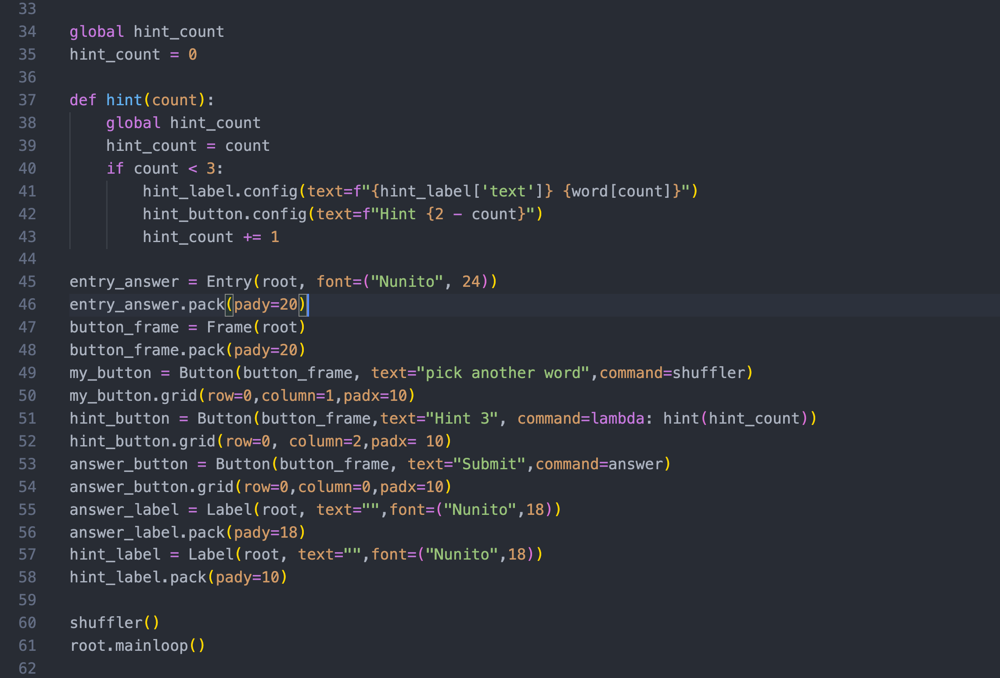 33
34 global hint_count
35 hint_count = 0
36
37 def hint(count):
38     global hint_count
39     hint_count = count
40     if count < 3:
41         hint_label.config(text=f"{hint_label['text']} {word[count]}")
42         hint_button.config(text=f"Hint {2 - count}")
43         hint_count += 1
44
45 entry_answer = Entry(root, font=("Nunito", 24))
46 entry_answer.pack(pady=20)
47 button_frame = Frame(root)
48 button_frame.pack(pady=20)
49 my_button = Button(button_frame, text="pick another word",command=shuffler)
50 my_button.grid(row=0,column=1,padx=10)
51 hint_button = Button(button_frame,text="Hint 3", command=lambda: hint(hint_count))
52 hint_button.grid(row=0, column=2,padx= 10)
53 answer_button = Button(button_frame, text="Submit",command=answer)
54 answer_button.grid(row=0,column=0,padx=10)
55 answer_label = Label(root, text="",font=("Nunito",18))
56 answer_label.pack(pady=18)
57 hint_label = Label(root, text="",font=("Nunito",18))
58 hint_label.pack(pady=10)
59
60 shuffler()
61 root.mainloop()
62